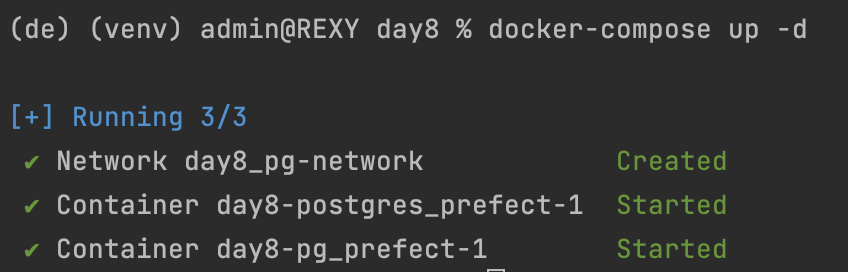 (de) (venv) admin@REXY day8 % docker-compose up -d
[+] Running 3/3
✔ Network day8_pg-network Created
✔ Container day8-postgres_prefect-1 Started
✔ Container day8-pg_prefect-1 Started